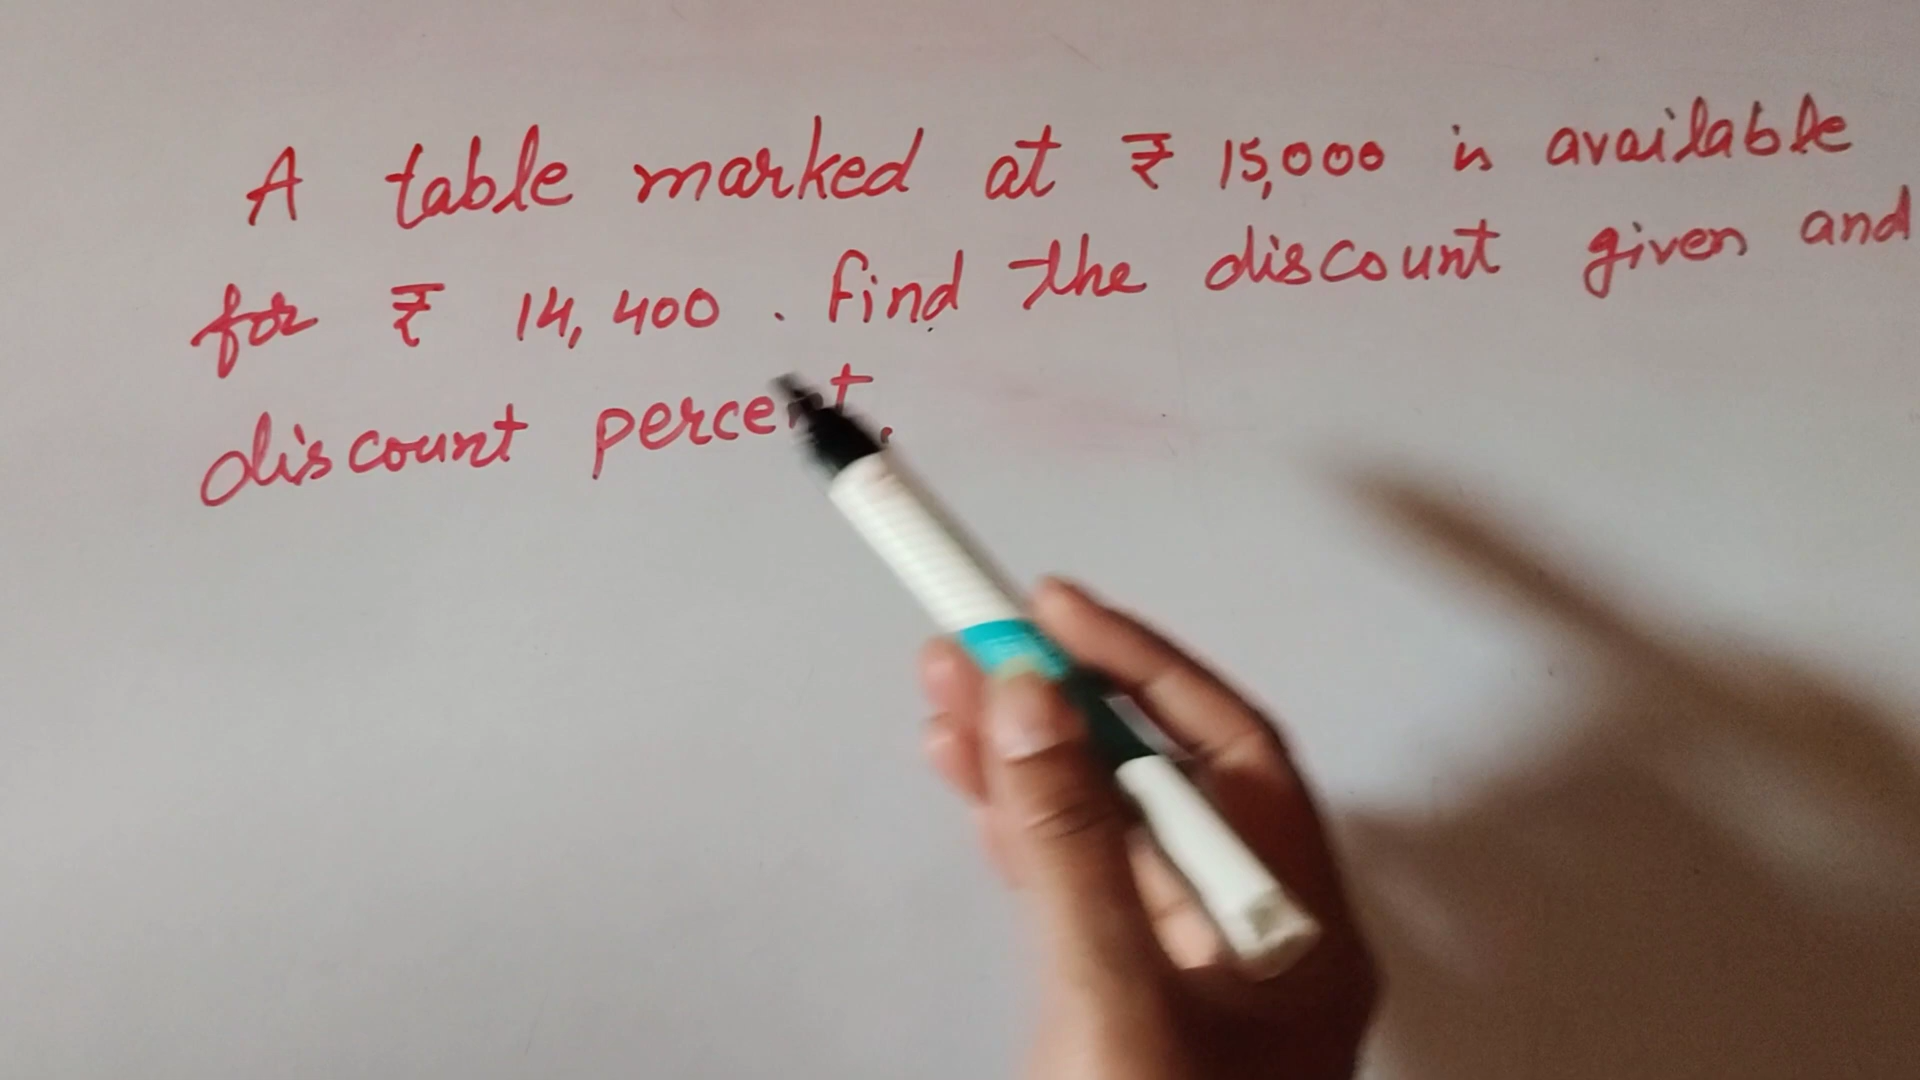 A table marked at ₹ 15,000 is available
for ₹ 14,400. Find the discount given and
discount percent.